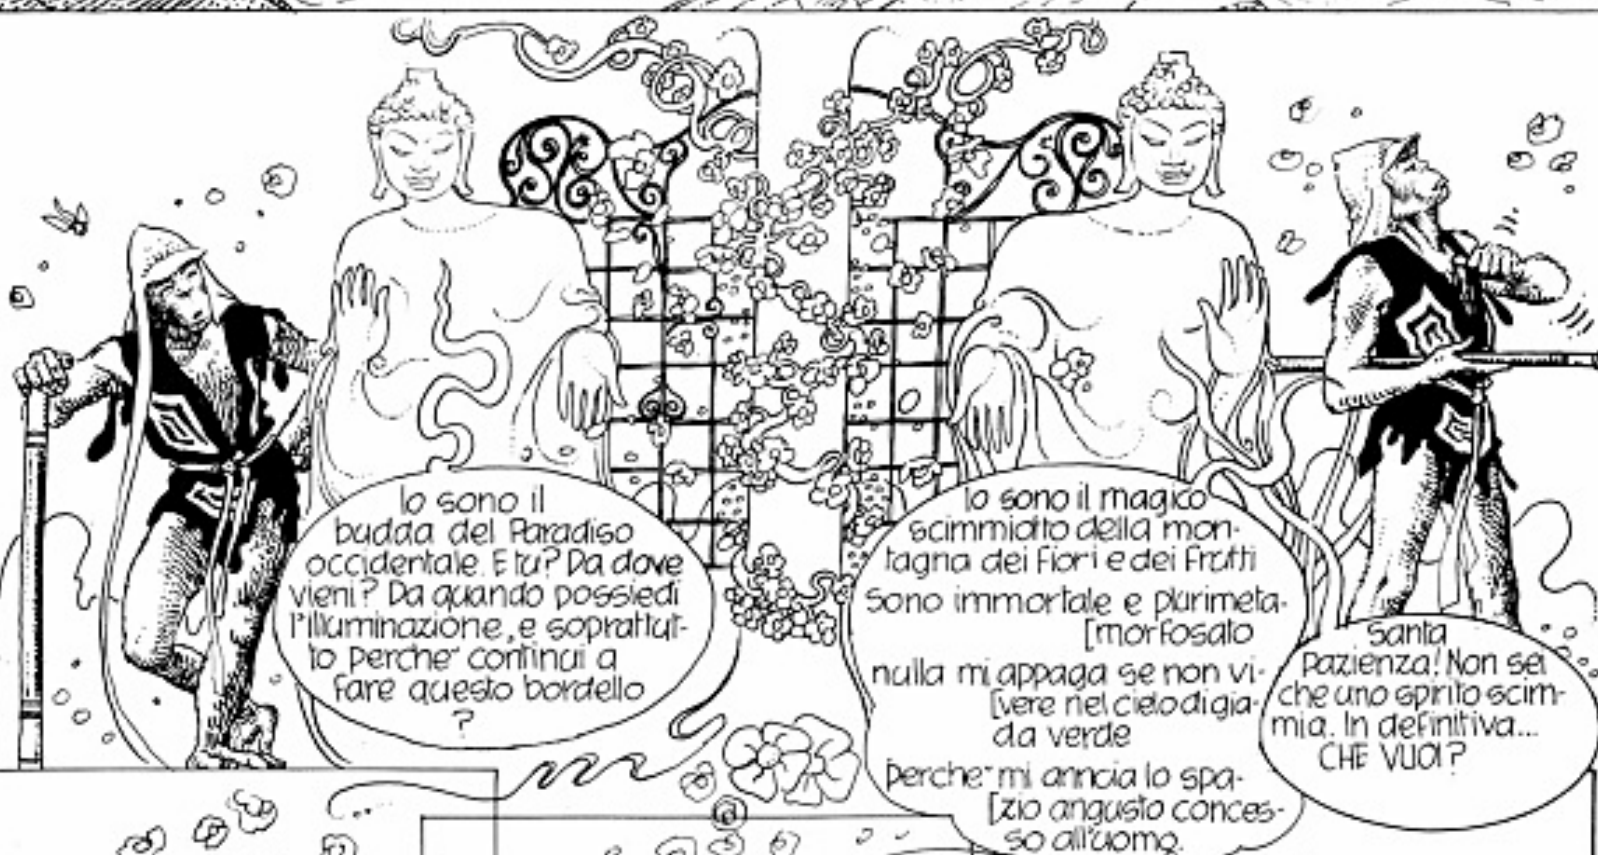 Io sono il
budda del Paradiso
occidentale. E tu? Da dove
vieni? Da quando possiedi
l'illuminazione, e soprattut-
to perche' continui a
fare questo bordello
?
Io sono il magico
scimmiotto della mon-
tagna dei Fiori e dei Frutti
sono immortale e plurimeta-
[morfosato
nulla mi appaga se non vi-
[vere nel cielo di gia-
da verde
perche' mi annoia lo spa-
[zio angusto conces-
so all'uomo.
Santa
Pazienza! Non sei
che uno spirito scim-
mia. In definitiva...
CHE VUOI?